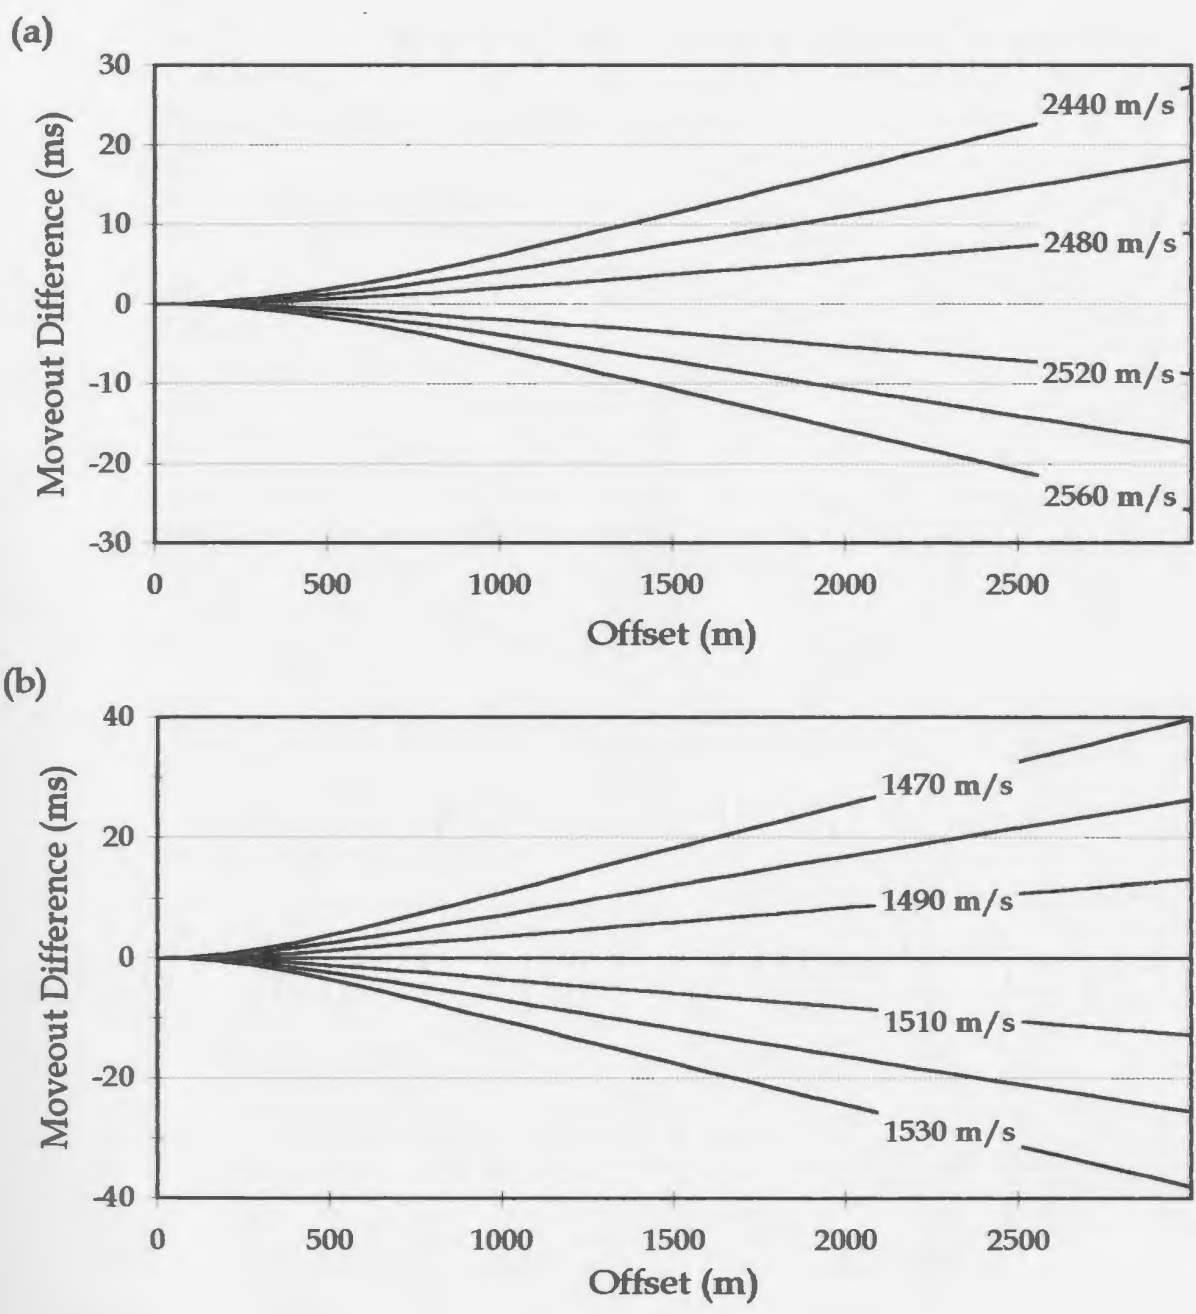 (a)
30
20
10
0
-10
-20
-30
Moveout Difference (ms)
2440 m/s
2480 m/s
2520 m/s
2560 m/s
0 500 1000 1500 2000 2500
Offset (m)
(b)
40
20
0
-20
-40
Moveout Difference (ms)
1470 m/s
1490 m/s
1510 m/s
1530 m/s
0 500 1000 1500 2000 2500
Offset (m)